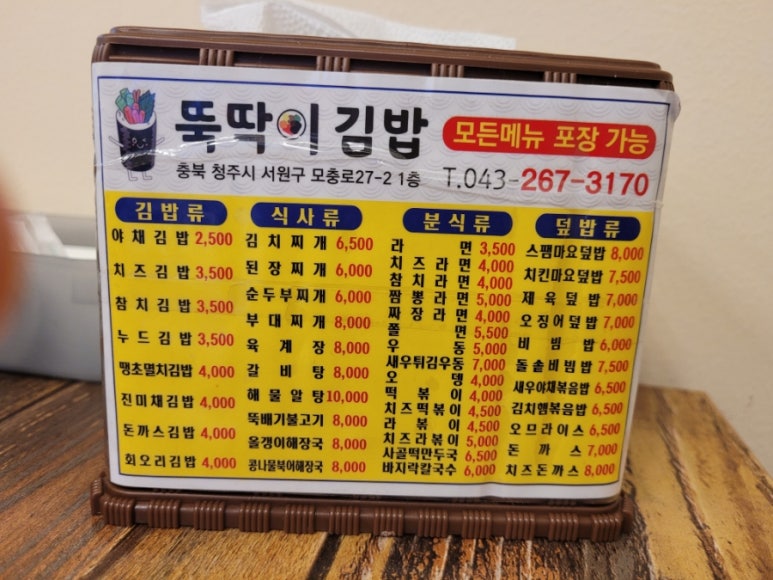 뚝딱이김밥 모든메뉴 포장 가능
충북 청주시 서원구 모충로27-2 1층 T.043-267-3170
김밥류
야채김밥 2,500
치즈김밥 3,500
참치김밥 3,500
누드김밥 3,500
땡초멸치김밥 4,000
진미채김밥 4,000
돈까스김밥 4,000
회오리김밥 4,000
식사류
김치찌개 6,500
된장찌개 6,000
순두부찌개 6,000
부대찌개 8,000
육계장 8,000
갈비탕 8,000
해물알탕 10,000
뚝배기불고기 8,000
올갱이해장국 8,000
콩나물북어해장국 8,000
분식류
라면 3,500
치즈라면 4,000
참치라면 4,000
짬뽕라면 5,000
짜장라면 4,000
쫄면 5,500
우동 5,000
새우튀김우동 7,000
오뎅 4,000
떡볶이 4,000
치즈떡볶이 4,500
라볶이 4,500
치즈라볶이 5,000
사골떡만두국 6,500
바지락칼국수 6,000
덮밥류
스팸마요덮밥 8,000
치킨마요덮밥 7,500
제육덮밥 7,000
오징어덮밥 7,000
비빔밥 6,000
돌솥비빔밥 7,500
새우야채볶음밥 6,500
김치햄볶음밥 6,500
오므라이스 6,500
돈까스 7,000
치즈돈까스 8,000